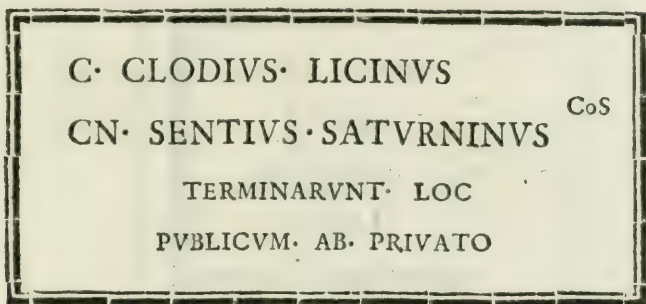 C· CLODIVS· LICINVS
CoS
CN· SENTIVS· SATVRNINVS
TERMINARVNT· LOC
PVBLICVM· AB· PRIVATO